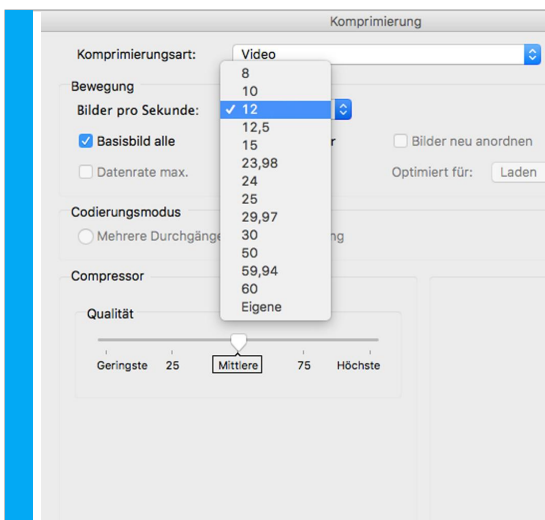 Komprimierung
Komprimierungsart: Video
Bewegung
Bilder pro Sekunde:
8
10
✓ 12
12,5
15
23,98
24
25
29,97
30
50
59,94
60
Eigene
Basisbild alle r Bilder neu anordnen
Datenrate max. Optimiert für: Laden
Codierungsmodus
Mehrere Durchgänge ng
Compressor
Qualität
Geringste 25 Mittlere 75 Höchste